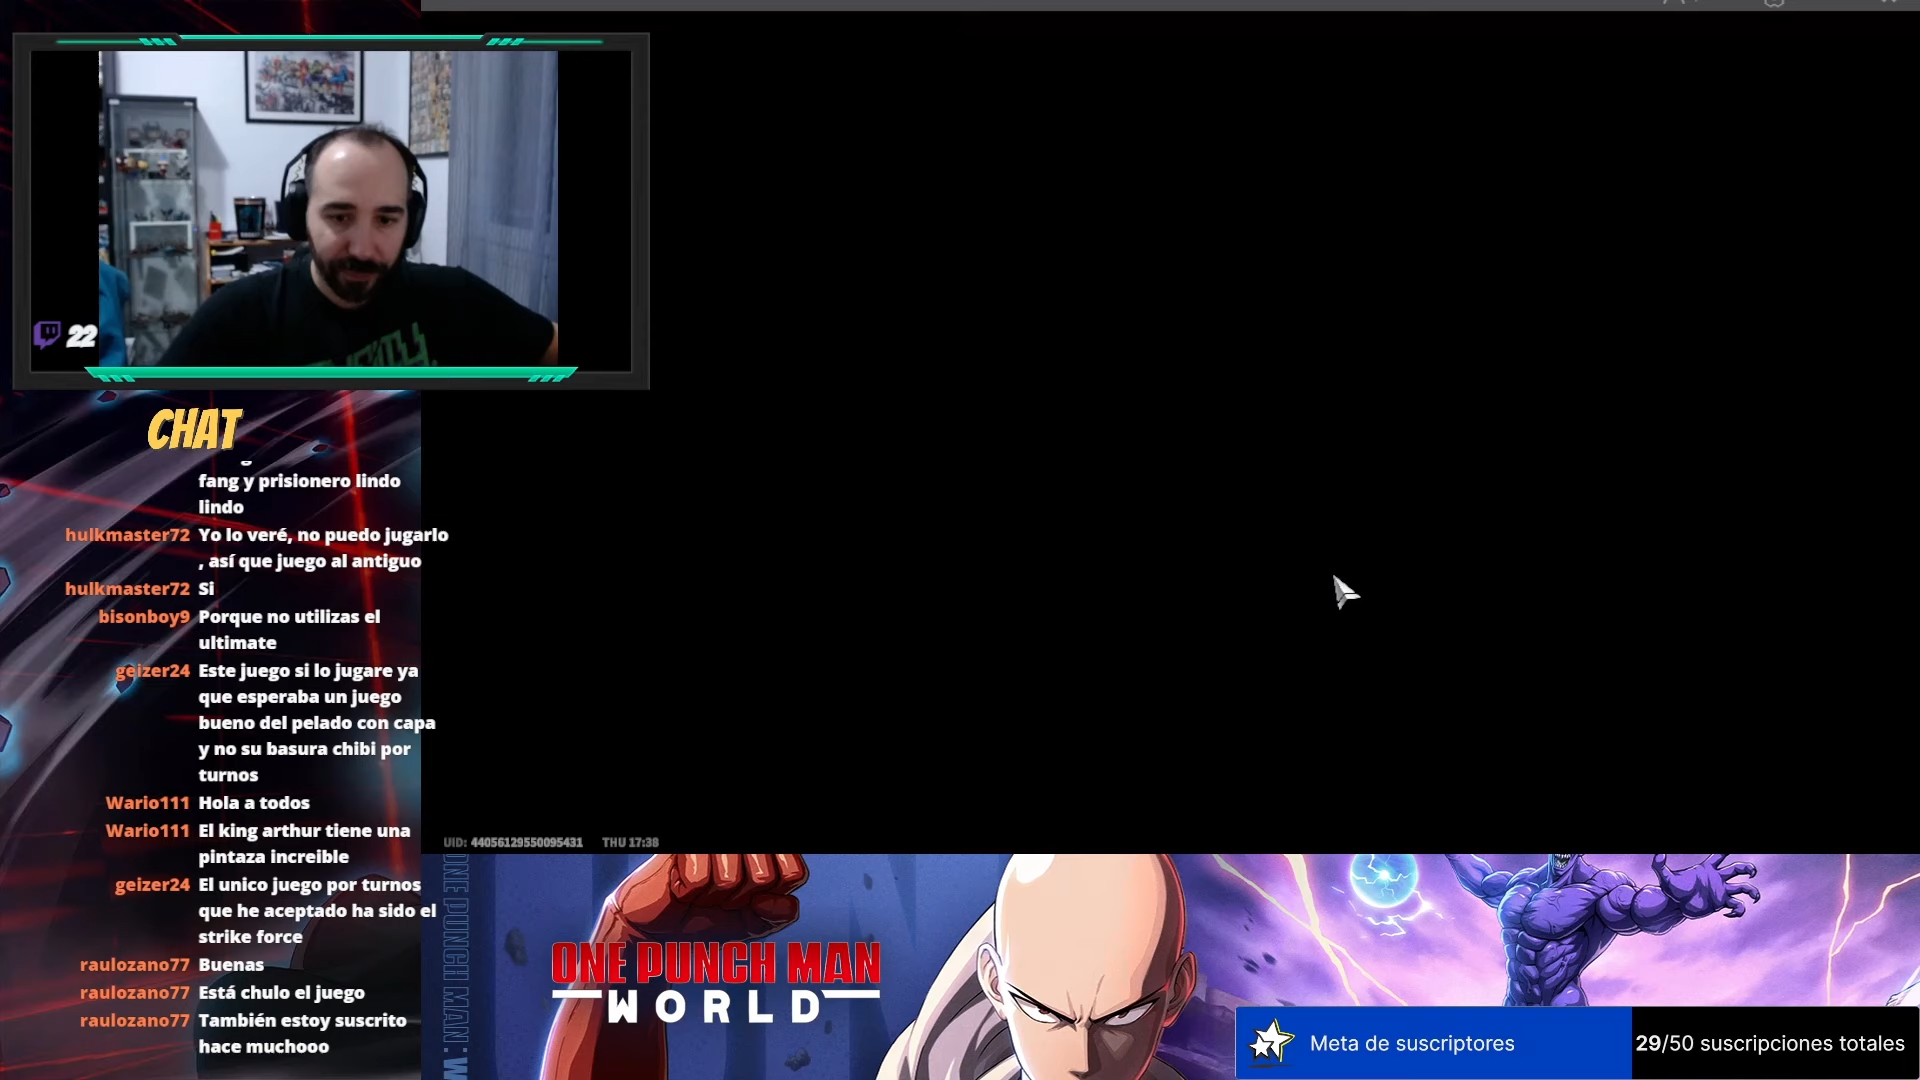 22
CHAT
fang y prisionero lindo
lindo
hulkmaster72 Yo lo veré, no puedo jugarlo
, así que juego al antiguo
hulkmaster72 Si
bisonboy9 Porque no utilizas el
ultimate
geizer24 Este juego si lo jugare ya
que esperaba un juego
bueno del pelado con capa
y no su basura chibi por
turnos
Wario111 Hola a todos
Wario111 El king arthur tiene una
pintaza increible
geizer24 El unico juego por turnos
que he aceptado ha sido el
strike force
raulozano77 Buenas
raulozano77 Está chulo el juego
raulozano77 También estoy suscrito
hace muchooo
UID: 44056129550095431 THU 17:38
ONE PUNCH MAN : W
ONE PUNCH MAN
WORLD
Meta de suscriptores
29/50 suscripciones totales